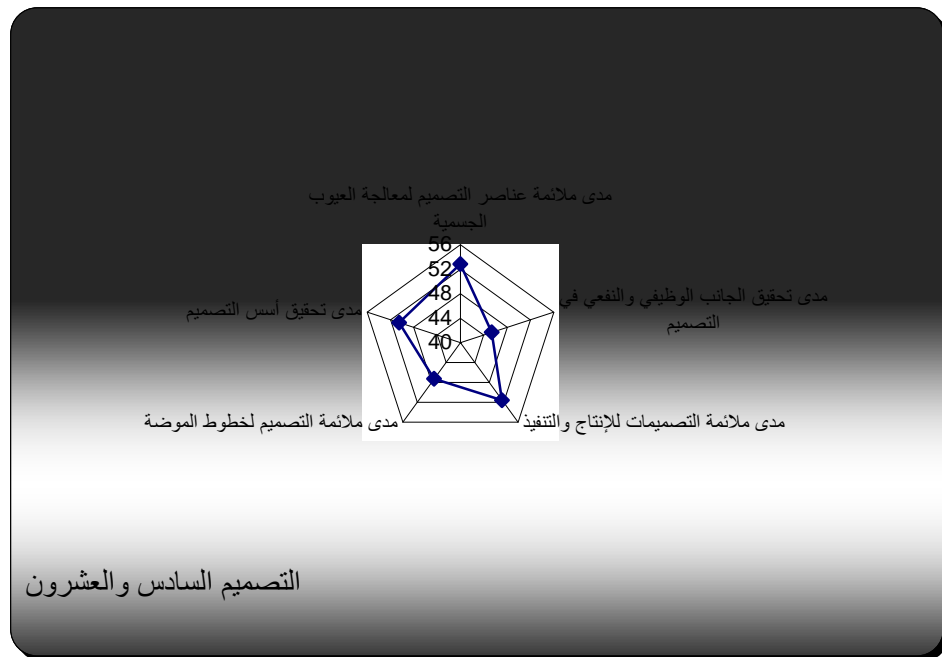 مدى ملائمة عناصر التصميم لمعالجة العيوب
الجسمية
56
52
48
44
40
مدى تحقيق الجانب الوظيفي والنفعي في
التصميم
مدى تحقيق أسس التصميم
مدى ملائمة التصميمات للإنتاج والتنفيذ
مدى ملائمة التصميم لخطوط الموضة
التصميم السادس والعشرون